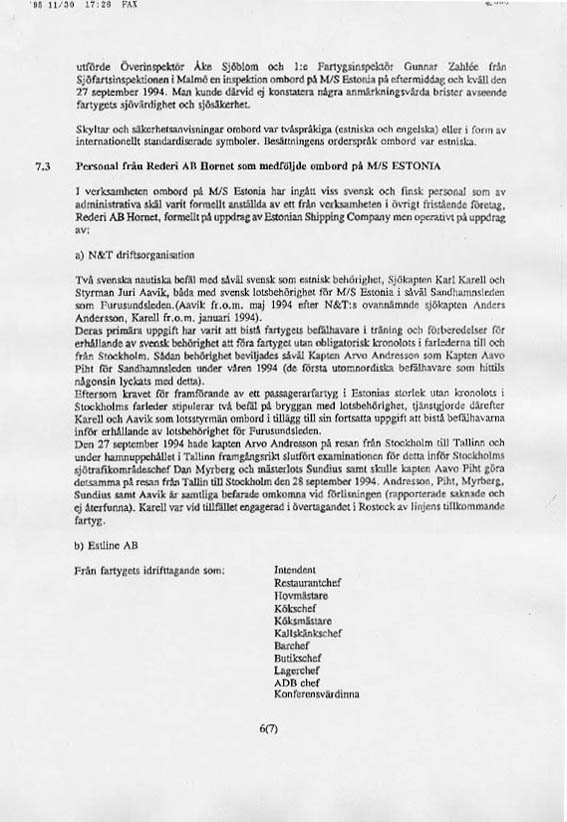 '95 11/30 17:26 FAX
utförde Överinspektör Åke Sjöblom och 1:e Fartygsinspektör Gunnar Zahlée från
Sjöfartsinspektionen i Malmö en inspektion ombord på M/S Estonia på eftermiddag och kväll den
27 september 1994. Man kunde därvid ej konstatera några anmärkningsvärda brister avseende
fartygets sjövärdighet och sjösäkerhet.
Skyltar och säkerhetsanvisningar ombord var tvåspråkiga (estniska och engelska) eller i form av
internationellt standardiserade symboler. Besättningens orderspråk ombord var estniska.
7.3 Personal från Rederi AB Hornet som medföljde ombord på M/S ESTONIA
I verksamheten ombord på M/S Estonia har ingått viss svensk och finsk personal som av
administrativa skäl varit formellt anställda av ett från verksamheten i övrigt fristående företag,
Rederi AB Hornet, formellt på uppdrag av Estonian Shipping Company men operativt på uppdrag
av:
a) N&T driftsorganisation
Två svenska nautiska befäl med såväl svensk som estnisk behörighet, Sjökapten Karl Karell och
Styrman Juri Aavik, båda med svensk lotsbehörighet för M/S Estonia i såväl Sandhamnsleden
som Furusundsleden.(Aavik fr.o.m. maj 1994 efter N&T:s ovannämnde sjökapten Anders
Andersson, Karell fr.o.m. januari 1994).
Deras primära uppgift har varit att bistå fartygets befälhavare i träning och förberedelser för
erhållande av svensk behörighet att föra fartyget utan obligatorisk kronolots i farlederna till och
från Stockholm. Sådan behörighet beviljades såväl Kapten Arvo Andresson som Kapten Aavo
Piht för Sandhamnsleden under våren 1994 (de första utomnordiska befälhavare som hittils
någonsin lyckats med detta).
Eftersom kravet för framförande av ett passagerarfartyg i Estonias storlek utan kronolots i
Stockholms farleder stipulerar två befäl på bryggan med lotsbehörighet, tjänstgjorde därefter
Karell och Aavik som lotsstyrmän ombord i tillägg till sin fortsatta uppgift att bistå befälhavarna
inför erhållande av lotsbehörighet för Furusundsleden.
Den 27 september 1994 hade kapten Arvo Andresson på resan från Stockholm till Tallinn och
under hamnuppehållet i Tallinn framgångsrikt slutfört examinationen för detta inför Stockholms
sjötrafikområdeschef Dan Myrberg och mästerlots Sundius samt skulle kapten Aavo Piht göra
detsamma på resan från Tallin till Stockholm den 28 september 1994. Andresson, Piht, Myrberg,
Sundius samt Aavik är samtliga befarade omkomna vid förlisningen (rapporterade saknade och
ej återfunna). Karell var vid tillfället engagerad i övertagandet i Rostock av linjens tillkommande
fartyg.
b) Estline AB
Från fartygets idrifttagande som: Intendent
Restaurantchef
Hovmästare
Kökschef
Köksmästare
Kallskänkschef
Barchef
Butikschef
Lagerchef
ADB chef
Konferensvärdinna
6(7)